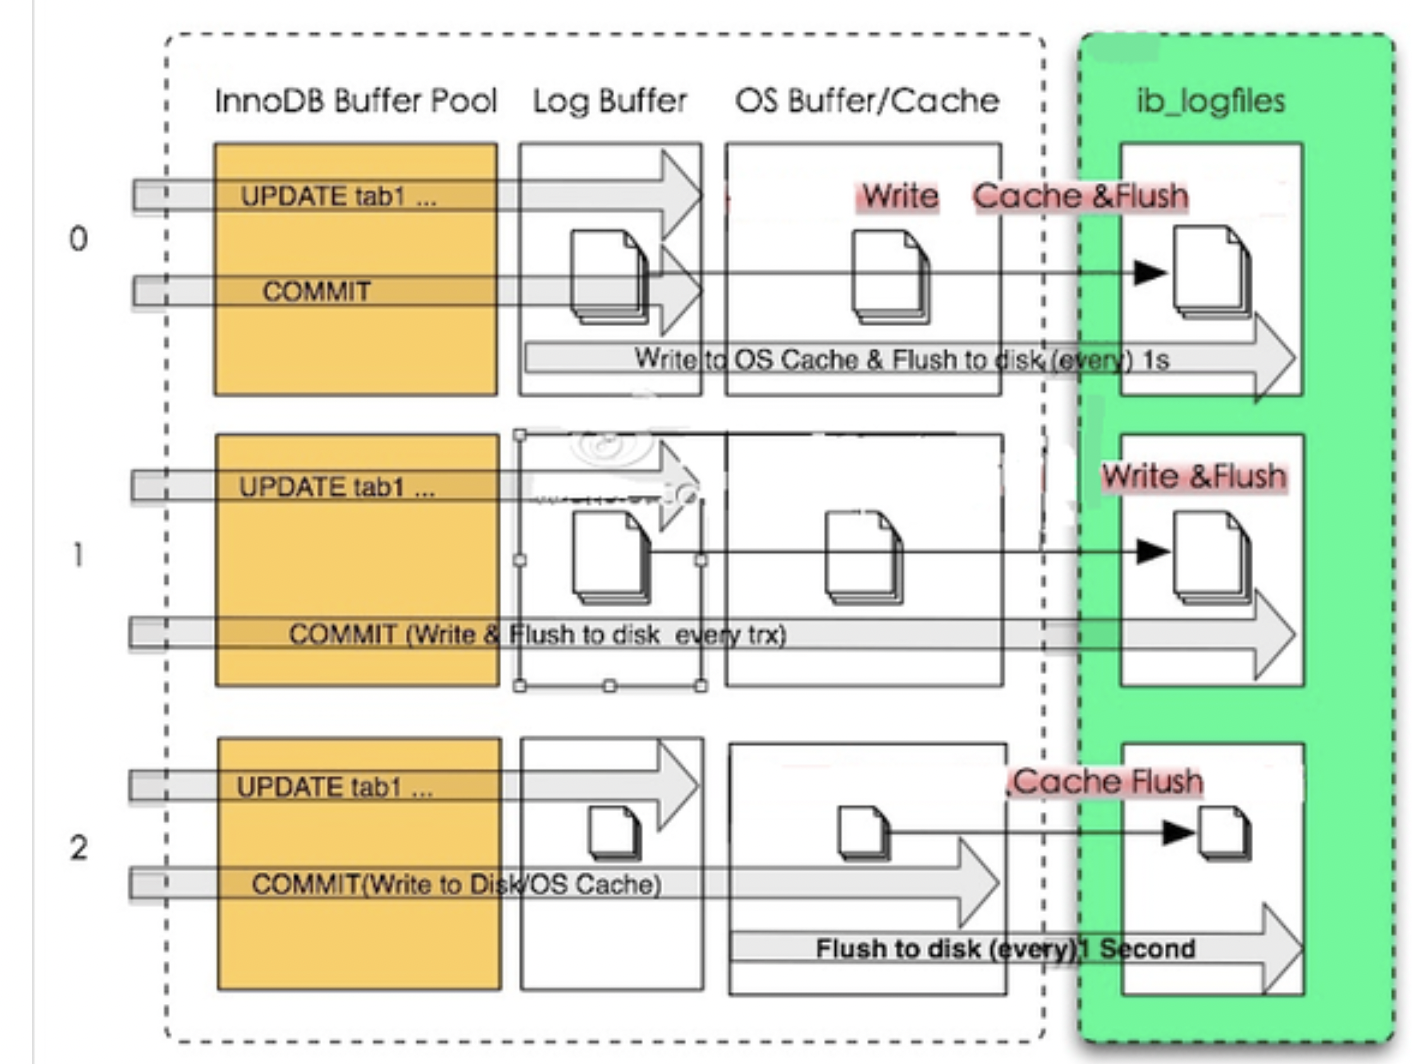 InnoDB Buffer Pool Log Buffer OS Buffer/Cache ib_logfiles
0
UPDATE tab1 ...
Write Cache &Flush
COMMIT
Write to OS Cache & Flush to disk (every) 1s
1
UPDATE tab1 ...
Write &Flush
COMMIT (Write & Flush to disk every trx)
2
UPDATE tab1 ...
.Cache Flush
COMMIT(Write to Disk/OS Cache)
Flush to disk (every)1 Second